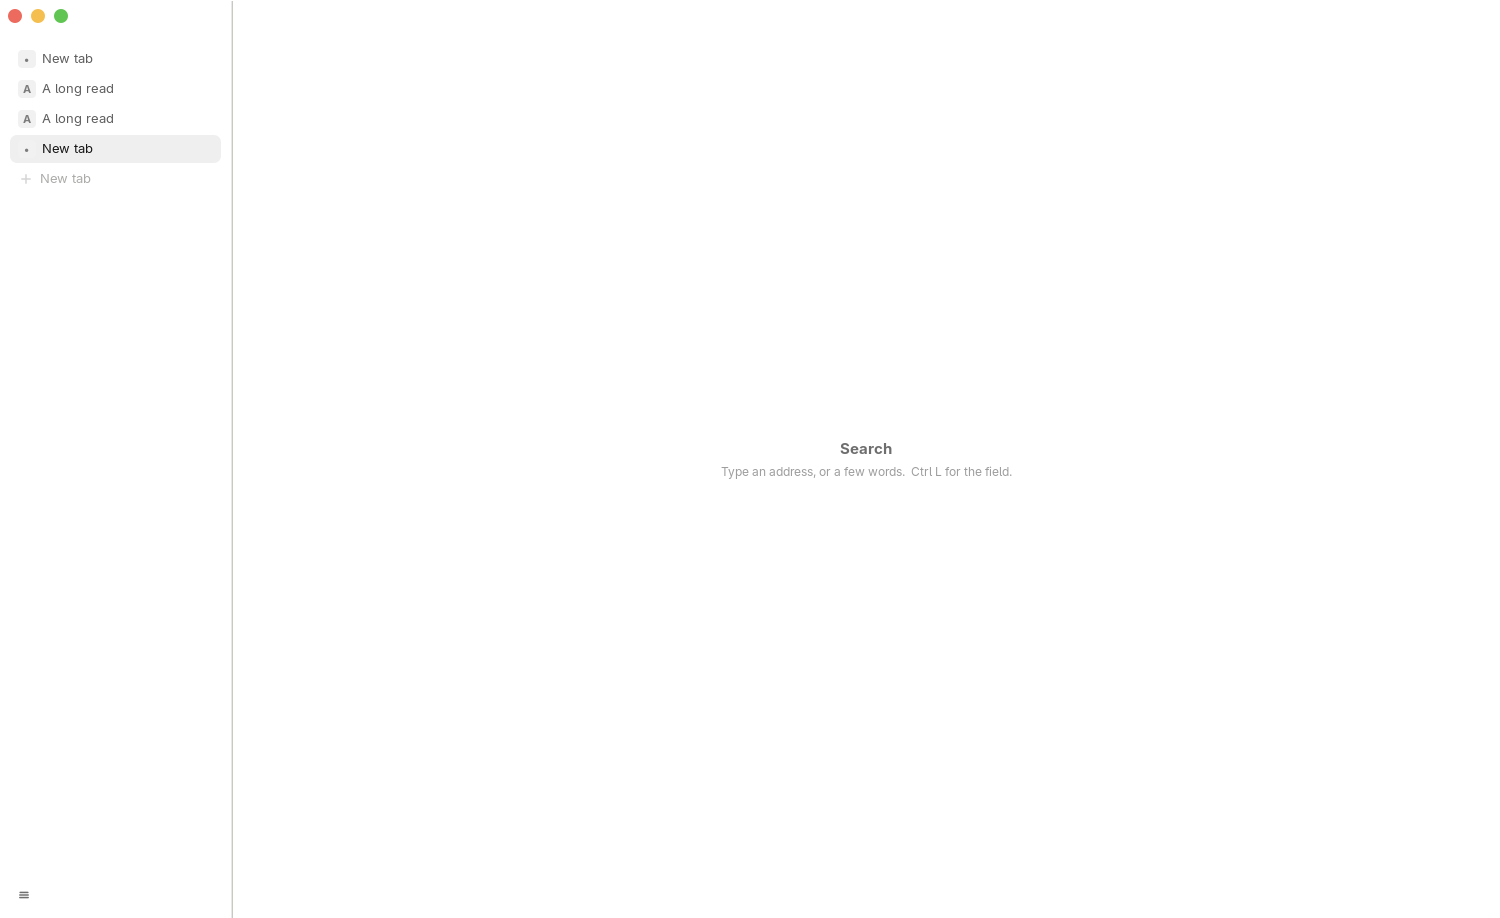 New tab
A A long read
A A long read
New tab
+ New tab
Search
Type an address, or a few words. Ctrl L for the field.